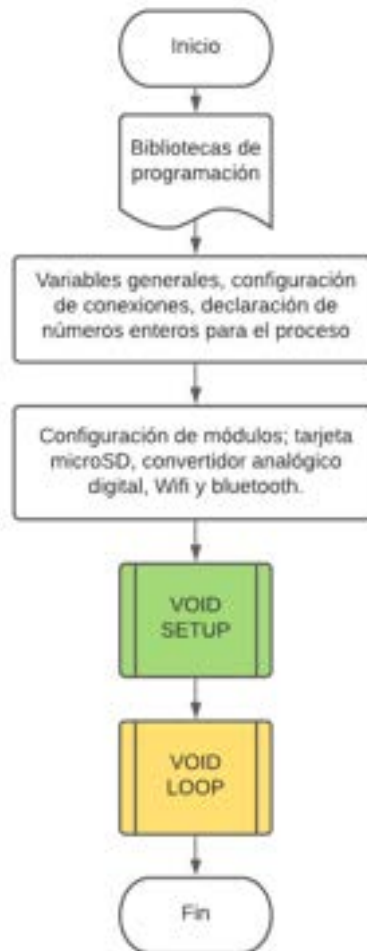 Inicio
Bibliotecas de
programación
Variables generales, configuración
de conexiones, declaración de
números enteros para el proceso
Configuración de módulos; tarjeta
microSD, convertidor analógico
digital, Wifi y bluetooth.
VOID
SETUP
VOID
LOOP
Fin